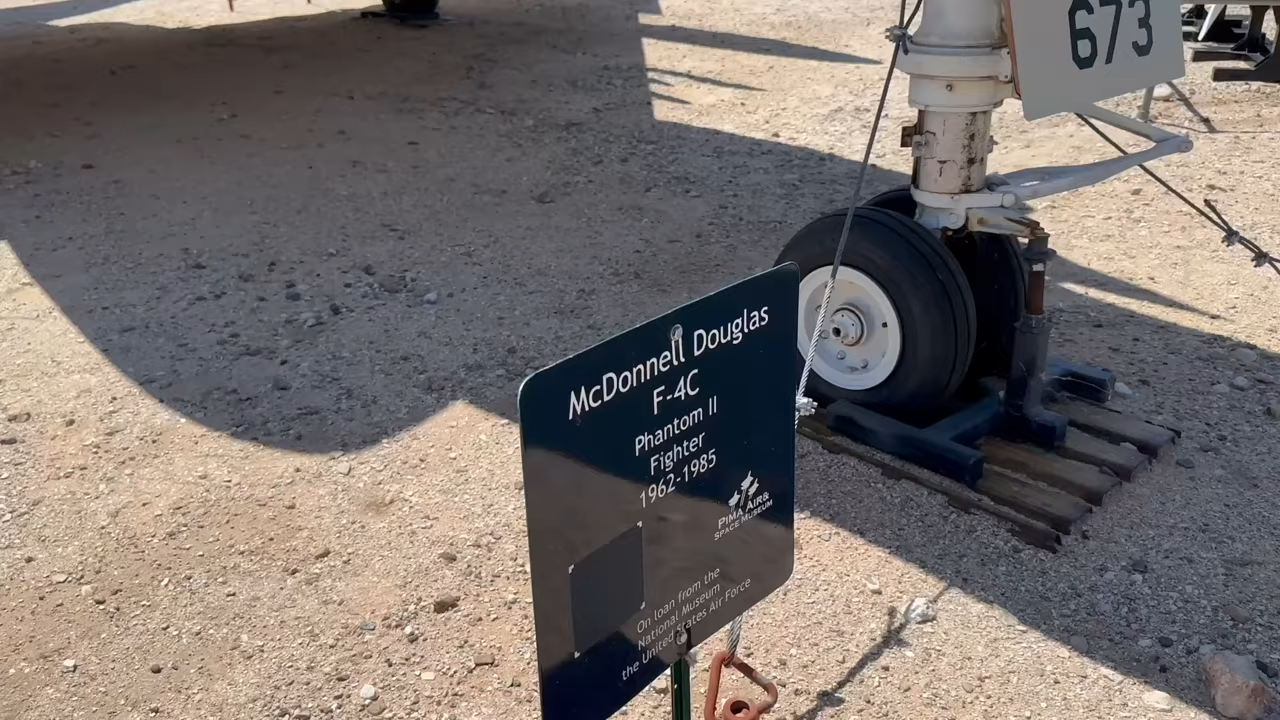 673
McDonnell Douglas
F-4C
Phantom II
Fighter
1962-1985
PIMA AIR &
SPACE MUSEUM
On loan from the
National Museum
the United States Air Force